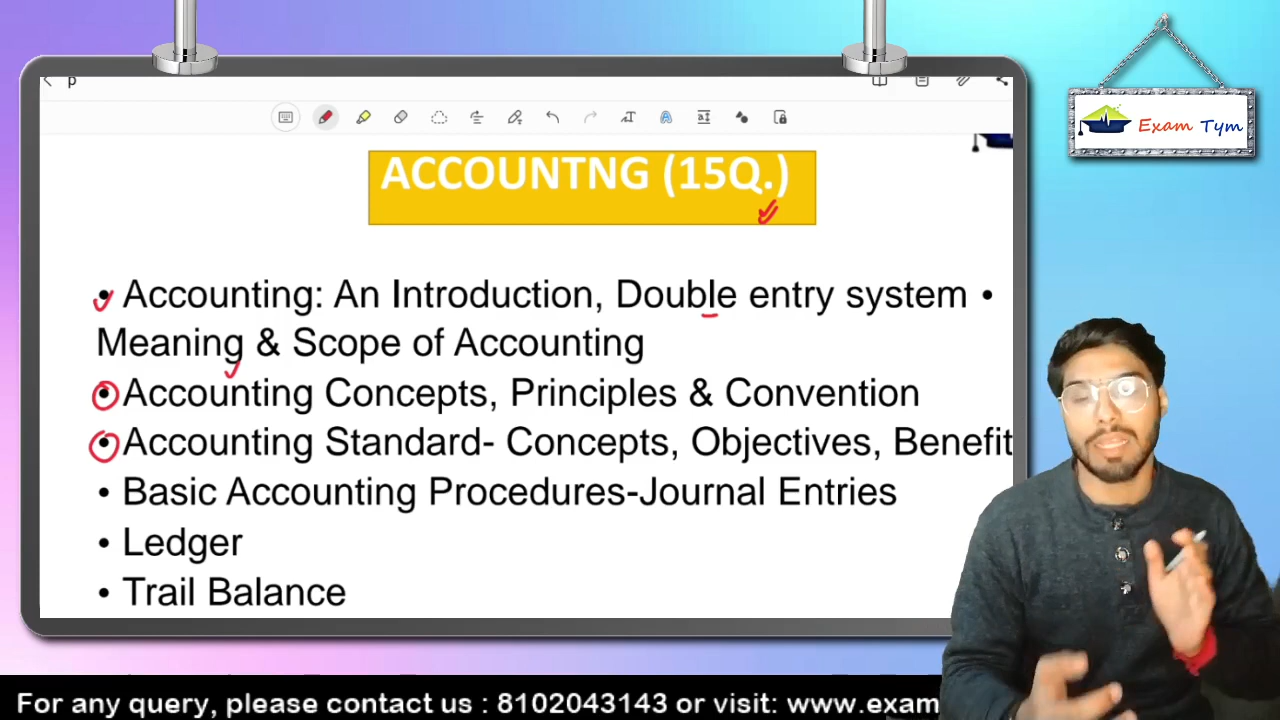 p
Exam Tym
ACCOUNTNG (15Q.)
• Accounting: An Introduction, Double entry system •
Meaning & Scope of Accounting
• Accounting Concepts, Principles & Convention
• Accounting Standard- Concepts, Objectives, Benefit
• Basic Accounting Procedures-Journal Entries
• Ledger
• Trail Balance
For any query, please contact us : 8102043143 or visit: www.exam